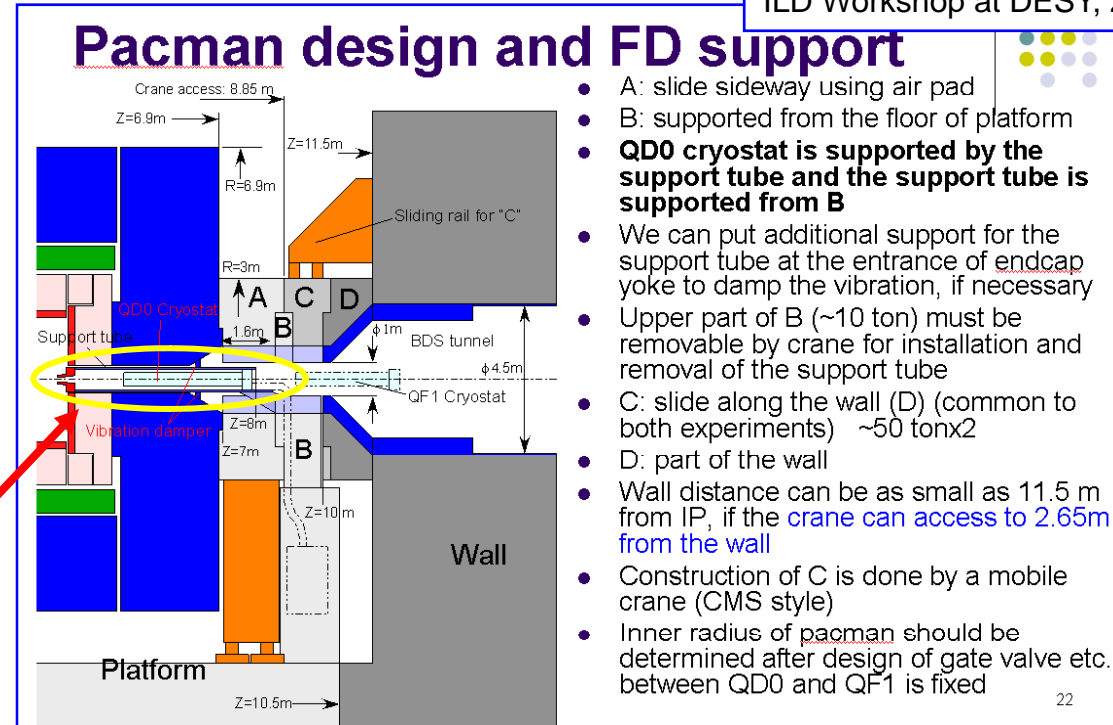 ILD Workshop at DESY,
Pacman design and FD support
Crane access: 8.85 m
Z=6.9m
Z=11.5m
R=6.9m
Sliding rail for "C"
R=3m
A
C
D
QD0 Cryostat
B
1.6m
ϕ1m
BDS tunnel
Support tube
ϕ4.5m
QF1 Cryostat
Vibration damper
Z=8m
Z=7m
B
Z=10m
Wall
Platform
Z=10.5m
● A: slide sideway using air pad
● B: supported from the floor of platform
● QD0 cryostat is supported by the
support tube and the support tube is
supported from B
● We can put additional support for the
support tube at the entrance of endcap
yoke to damp the vibration, if necessary
● Upper part of B (~10 ton) must be
removable by crane for installation and
removal of the support tube
● C: slide along the wall (D) (common to
both experiments) ~50 tonx2
● D: part of the wall
● Wall distance can be as small as 11.5 m
from IP, if the crane can access to 2.65m
from the wall
● Construction of C is done by a mobile
crane (CMS style)
● Inner radius of pacman should be
determined after design of gate valve etc.
between QD0 and QF1 is fixed
22